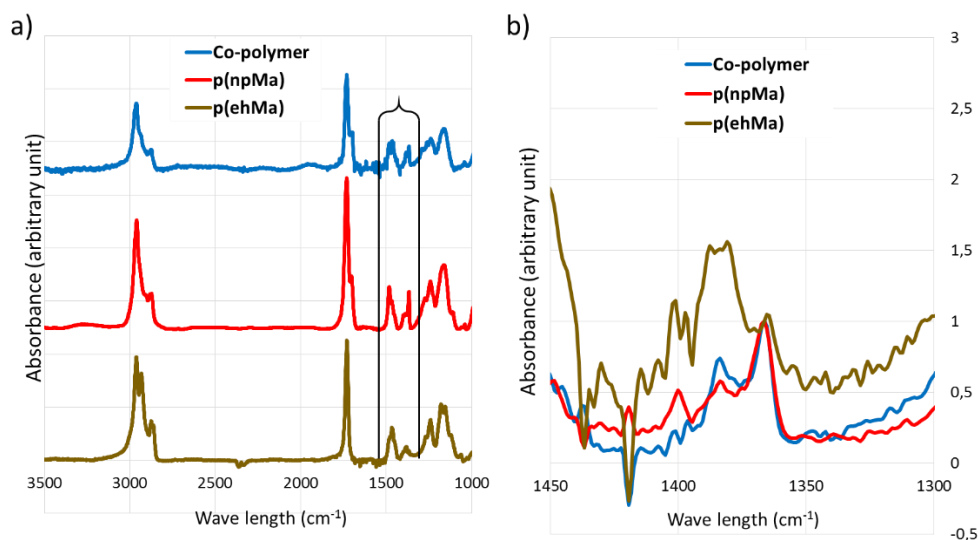 a)
Co-polymer
p(npMa)
p(ehMa)
Absorbance (arbitrary unit)
3500 3000 2500 2000 1500 1000
Wave length (cm⁻¹)
b)
Co-polymer
p(npMa)
p(ehMa)
Absorbance (arbitrary unit)
3
2,5
2
1,5
1
0,5
0
-0,5
1450 1400 1350 1300
Wave length (cm⁻¹)